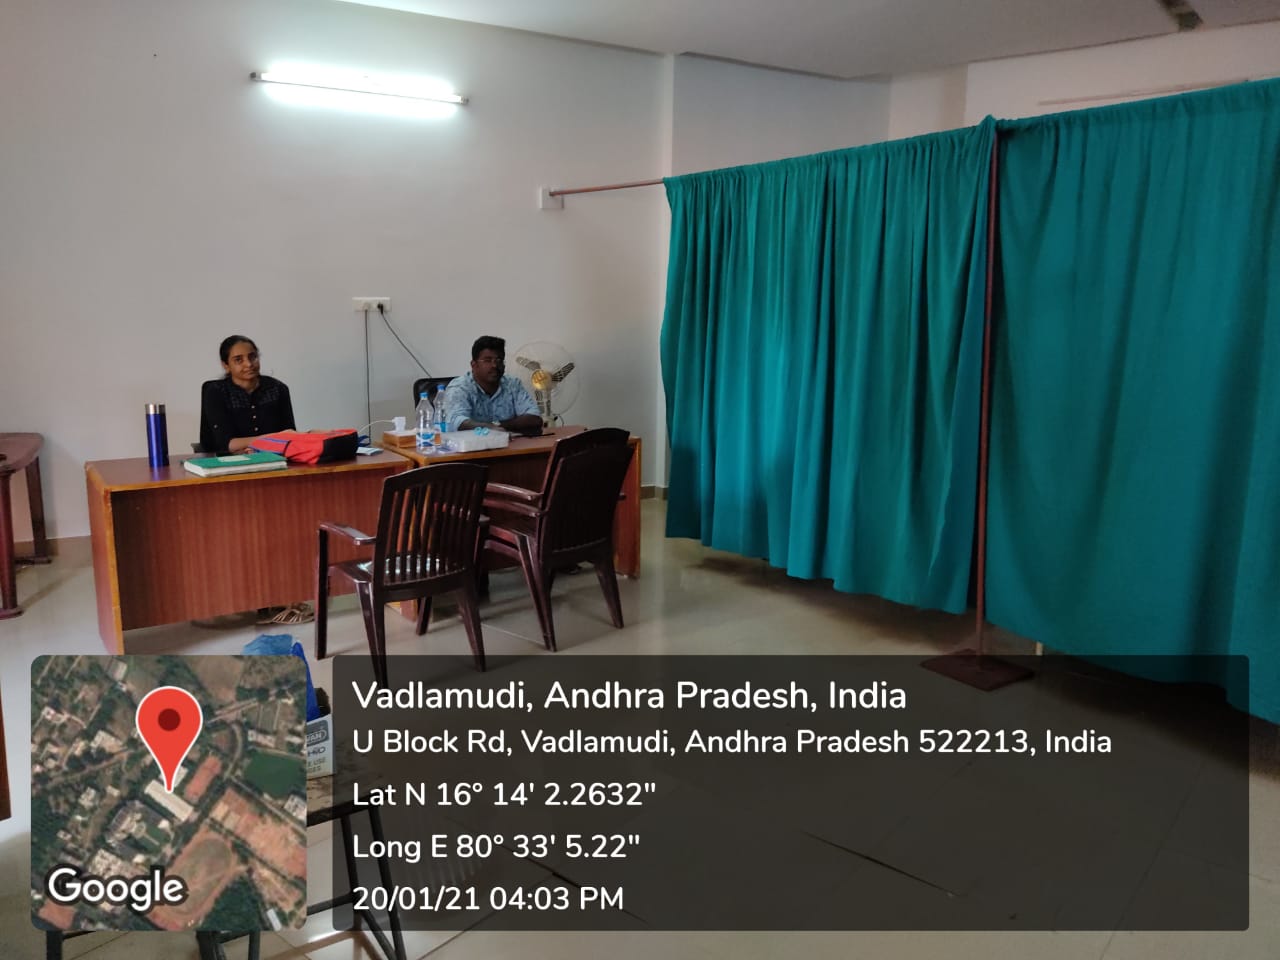 Vadlamudi, Andhra Pradesh, India
U Block Rd, Vadlamudi, Andhra Pradesh 522213, India
Lat N 16° 14' 2.2632"
Long E 80° 33' 5.22"
20/01/21 04:03 PM
Google